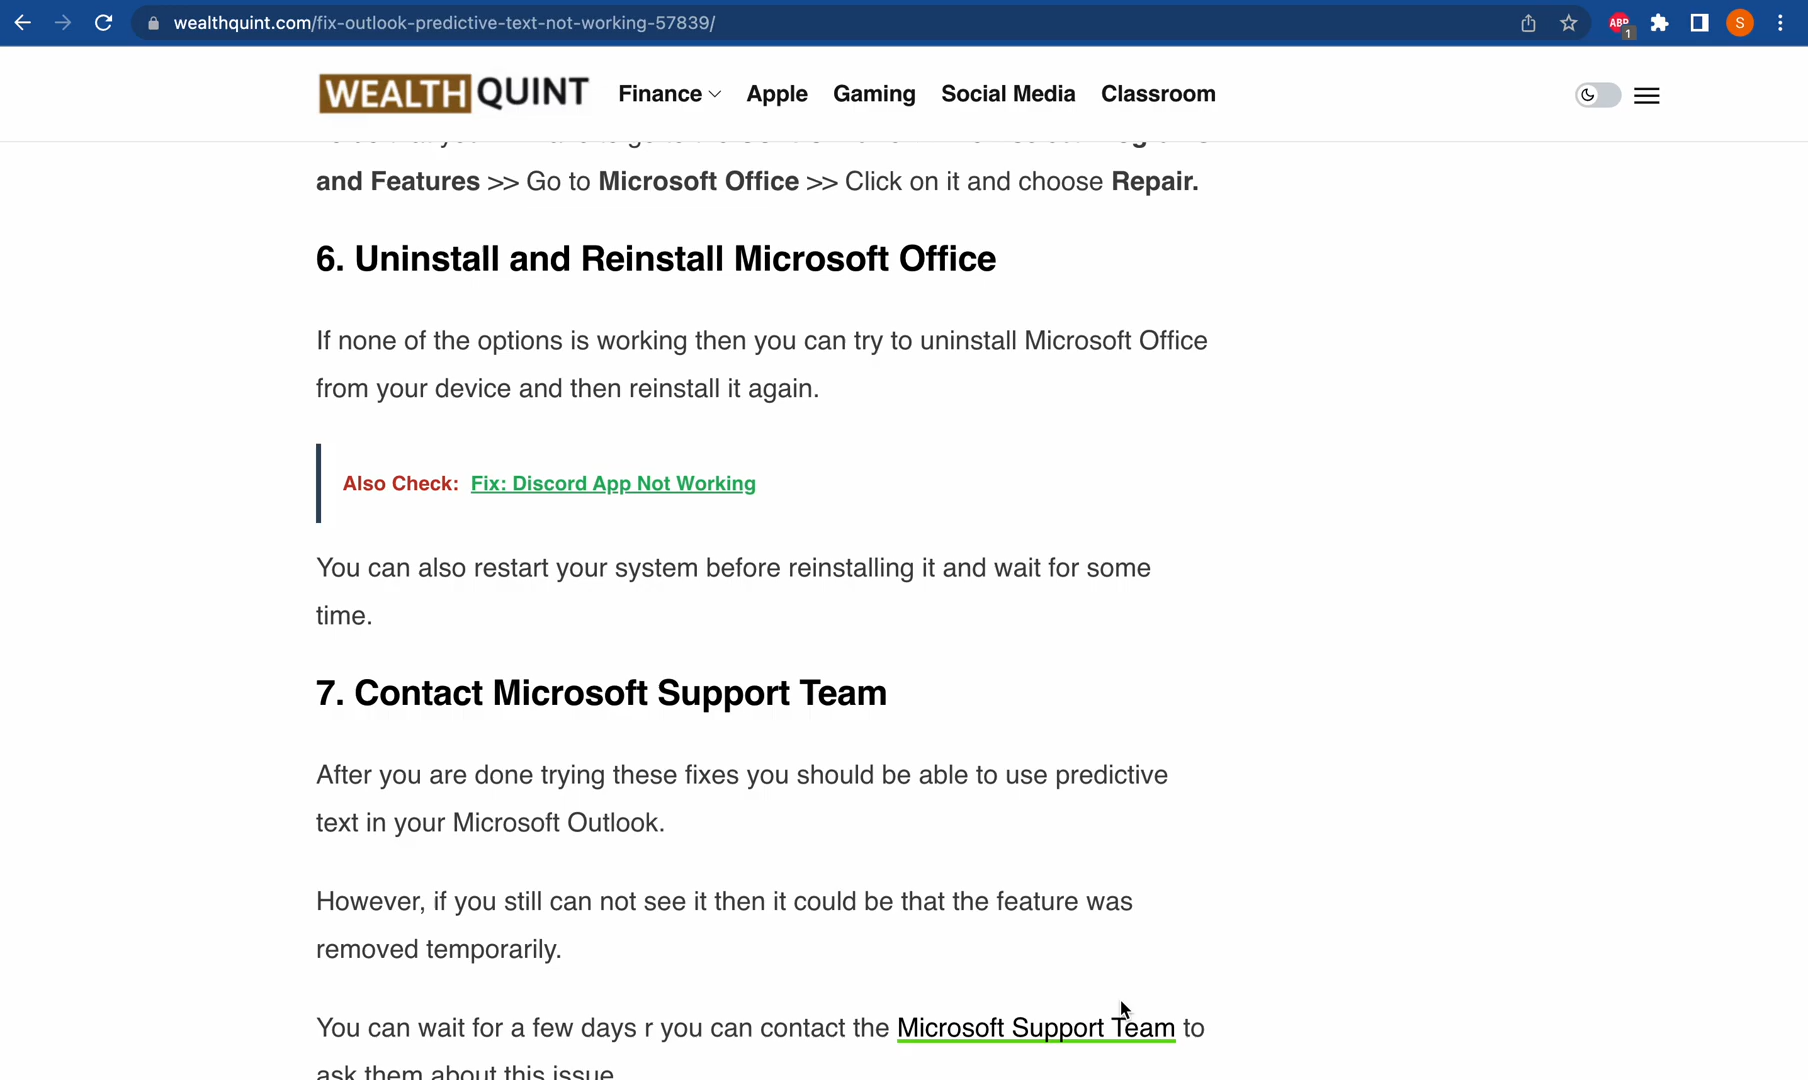 wealthquint.com/fix-outlook-predictive-text-not-working-57839/
ABP
1
S
WEALTH QUINT
Finance
Apple
Gaming
Social Media
Classroom
and Features >> Go to Microsoft Office >> Click on it and choose Repair.
6. Uninstall and Reinstall Microsoft Office
If none of the options is working then you can try to uninstall Microsoft Office
from your device and then reinstall it again.
Also Check: Fix: Discord App Not Working
You can also restart your system before reinstalling it and wait for some
time.
7. Contact Microsoft Support Team
After you are done trying these fixes you should be able to use predictive
text in your Microsoft Outlook.
However, if you still can not see it then it could be that the feature was
removed temporarily.
You can wait for a few days r you can contact the Microsoft Support Team to
ask them about this issue